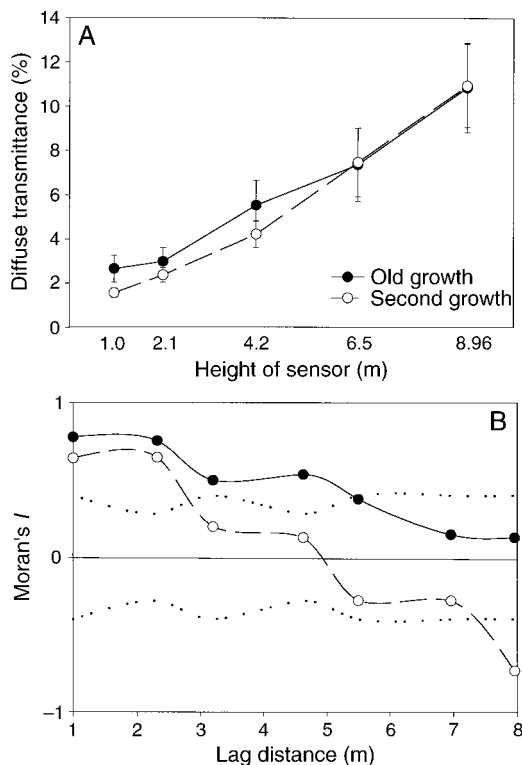 A
14
12
10
8
6
4
2
0
Diffuse transmittance (%)
Old growth
Second growth
1.0 2.1 4.2 6.5 8.96
Height of sensor (m)
B
1
0
−1
Moran's I
1 2 3 4 5 6 7 8
Lag distance (m)